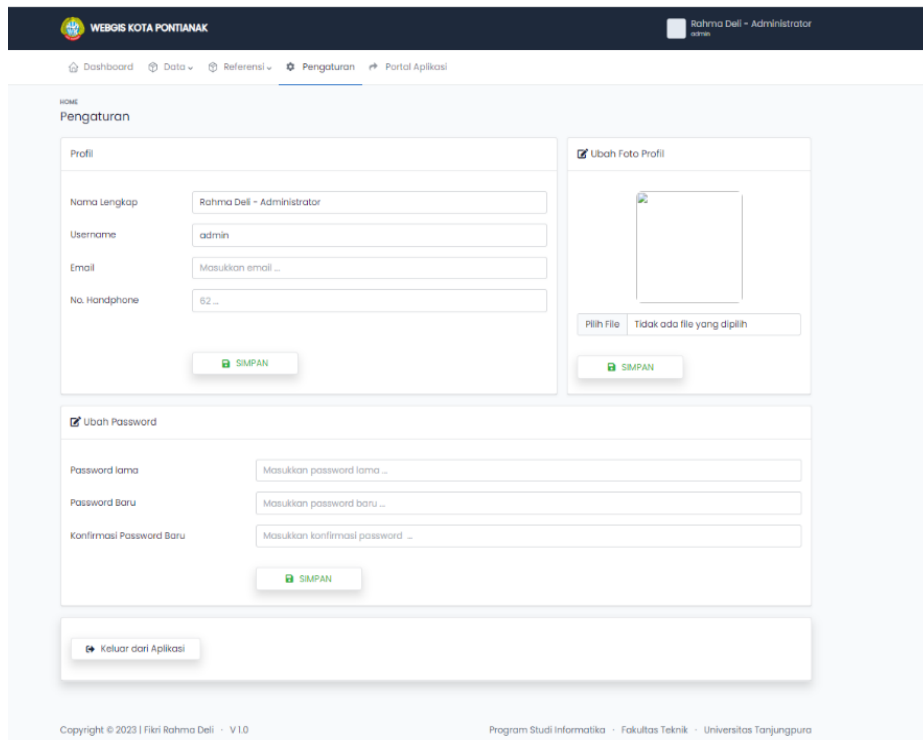 WEBGIS KOTA PONTIANAK
Rahma Deli - Administrator
admin
Dashboard Data Referensi Pengaturan Portal Aplikasi
HOME
Pengaturan
Profil
Nama Lengkap Rahma Deli - Administrator
Username admin
Email Masukkan email ...
No. Handphone 62 ...
SIMPAN
Ubah Foto Profil
Pilih File Tidak ada file yang dipilih
SIMPAN
Ubah Password
Password lama Masukkan password lama ...
Password Baru Masukkan password baru ...
Konfirmasi Password Baru Masukkan konfirmasi password ...
SIMPAN
Keluar dari Aplikasi
Copyright © 2023 | Fikri Rahma Deli · V 1.0
Program Studi Informatika · Fakultas Teknik · Universitas Tanjungpura